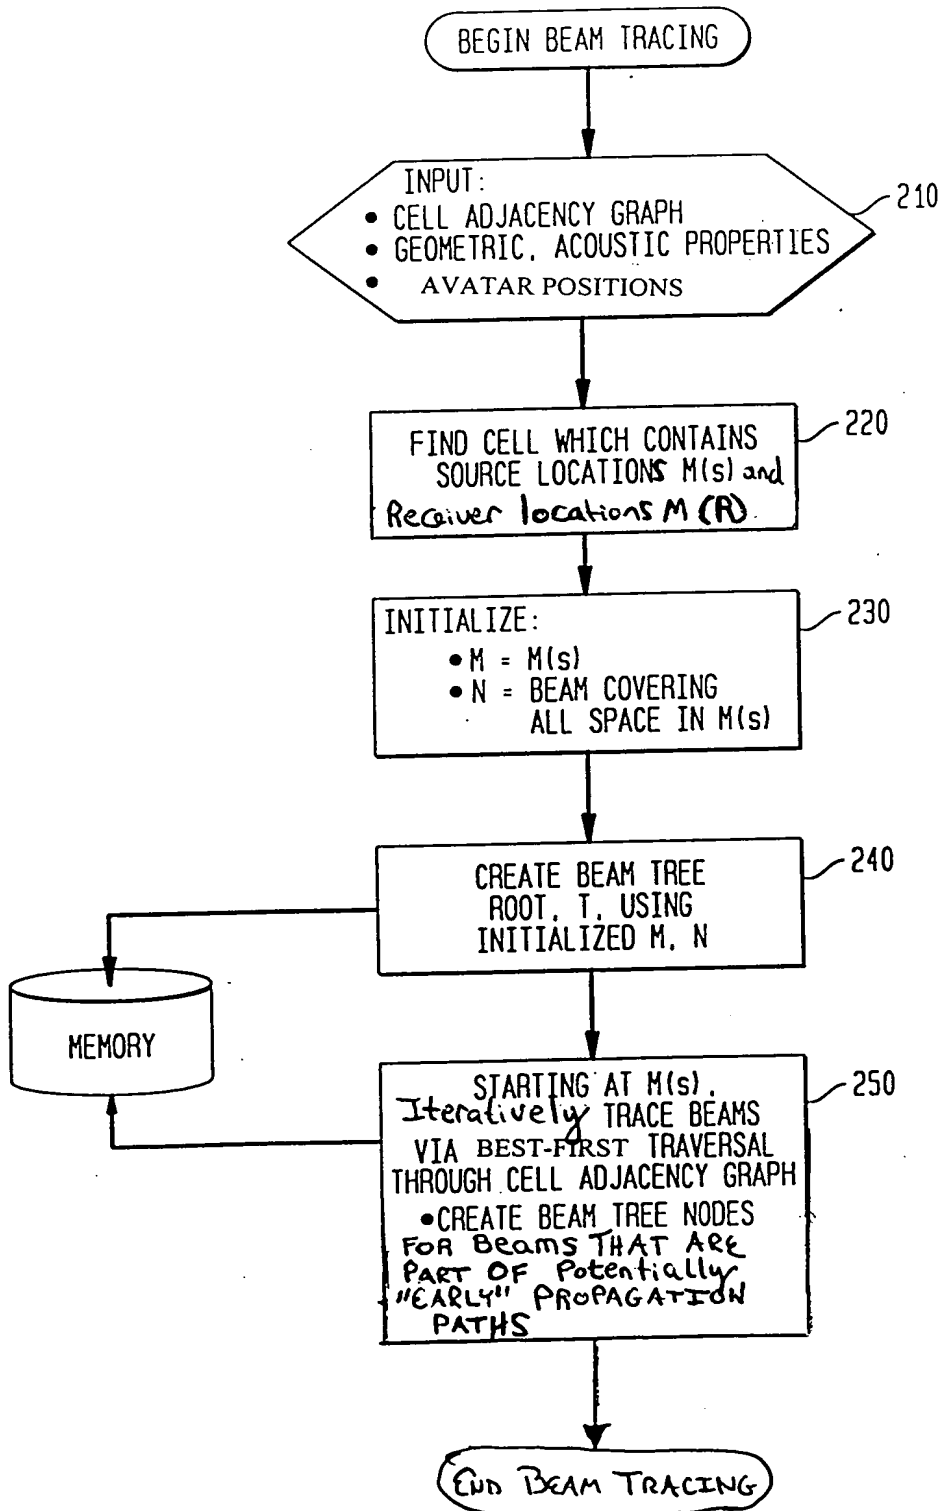 BEGIN BEAM TRACING
INPUT:
• CELL ADJACENCY GRAPH
• GEOMETRIC, ACOUSTIC PROPERTIES
• AVATAR POSITIONS
210
FIND CELL WHICH CONTAINS
SOURCE LOCATIONS M(s) and
Receiver locations M (R).
220
INITIALIZE:
• M = M(s)
• N = BEAM COVERING
ALL SPACE IN M(s)
230
CREATE BEAM TREE
ROOT, T, USING
INITIALIZED M, N
240
MEMORY
STARTING AT M(s),
Iteratively TRACE BEAMS
VIA BEST-FIRST TRAVERSAL
THROUGH CELL ADJACENCY GRAPH
• CREATE BEAM TREE NODES
FOR Beams THAT ARE
PART OF Potentially
"EARLY" PROPAGATION
PATHS
250
END BEAM TRACING